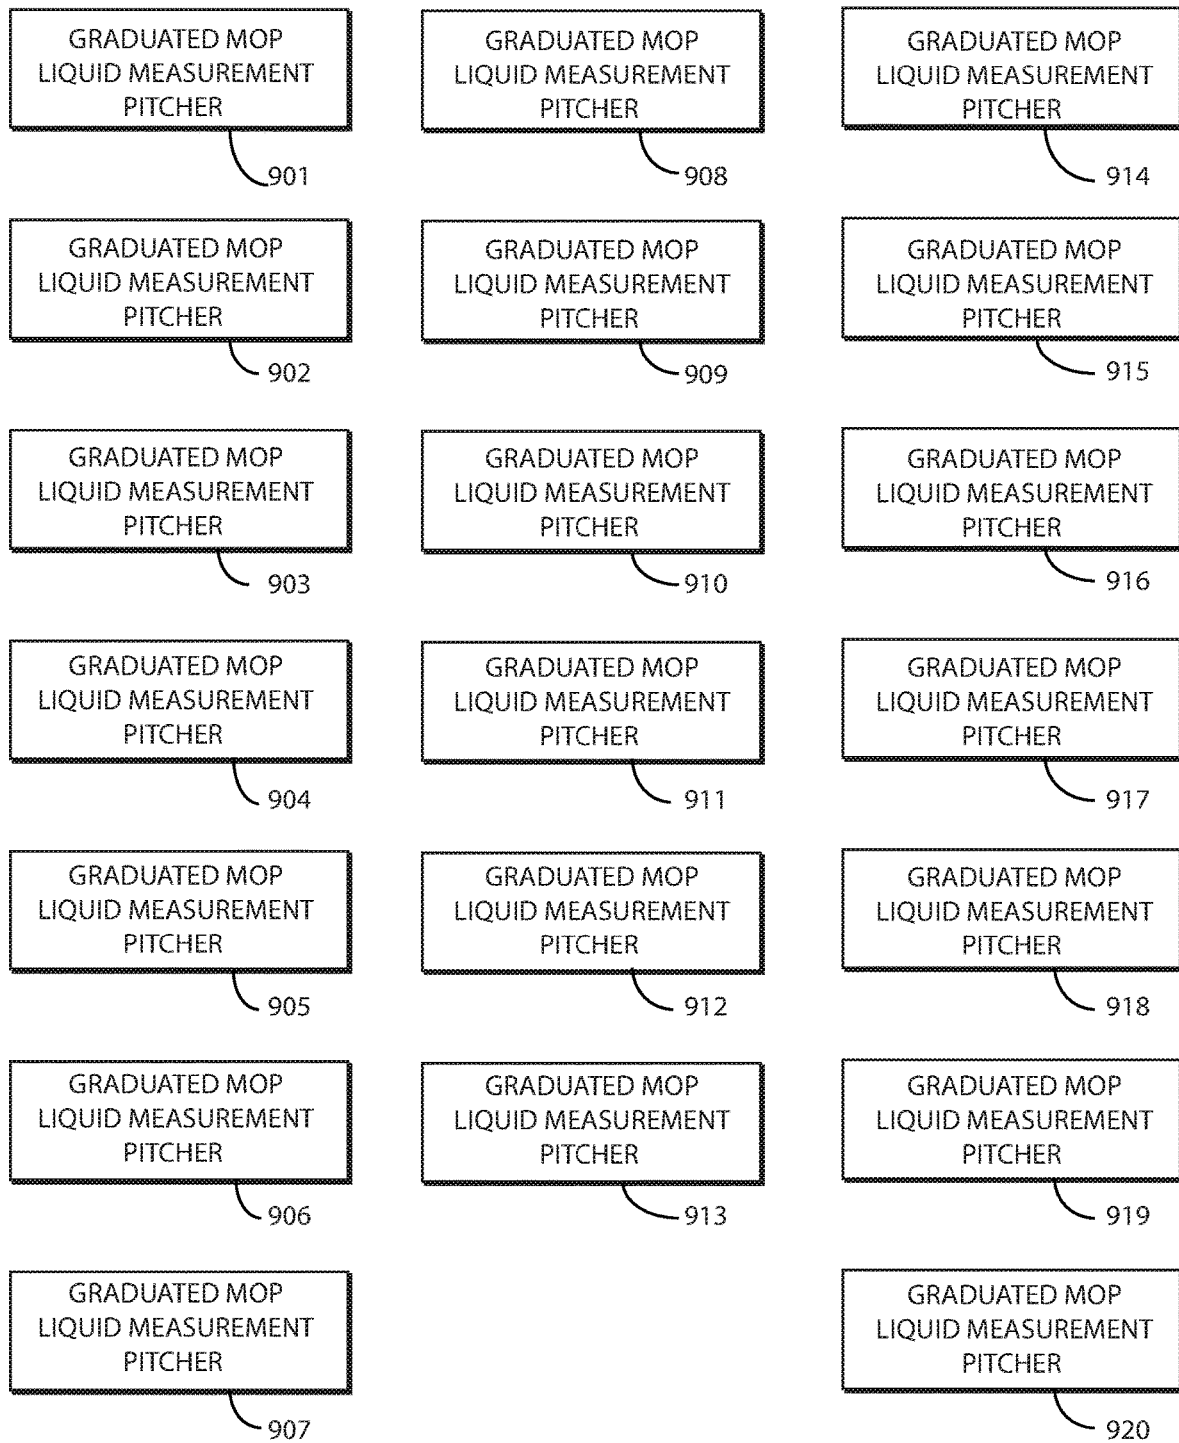 GRADUATED MOP
LIQUID MEASUREMENT
PITCHER
901
GRADUATED MOP
LIQUID MEASUREMENT
PITCHER
902
GRADUATED MOP
LIQUID MEASUREMENT
PITCHER
903
GRADUATED MOP
LIQUID MEASUREMENT
PITCHER
904
GRADUATED MOP
LIQUID MEASUREMENT
PITCHER
905
GRADUATED MOP
LIQUID MEASUREMENT
PITCHER
906
GRADUATED MOP
LIQUID MEASUREMENT
PITCHER
907
GRADUATED MOP
LIQUID MEASUREMENT
PITCHER
908
GRADUATED MOP
LIQUID MEASUREMENT
PITCHER
909
GRADUATED MOP
LIQUID MEASUREMENT
PITCHER
910
GRADUATED MOP
LIQUID MEASUREMENT
PITCHER
911
GRADUATED MOP
LIQUID MEASUREMENT
PITCHER
912
GRADUATED MOP
LIQUID MEASUREMENT
PITCHER
913
GRADUATED MOP
LIQUID MEASUREMENT
PITCHER
914
GRADUATED MOP
LIQUID MEASUREMENT
PITCHER
915
GRADUATED MOP
LIQUID MEASUREMENT
PITCHER
916
GRADUATED MOP
LIQUID MEASUREMENT
PITCHER
917
GRADUATED MOP
LIQUID MEASUREMENT
PITCHER
918
GRADUATED MOP
LIQUID MEASUREMENT
PITCHER
919
GRADUATED MOP
LIQUID MEASUREMENT
PITCHER
920